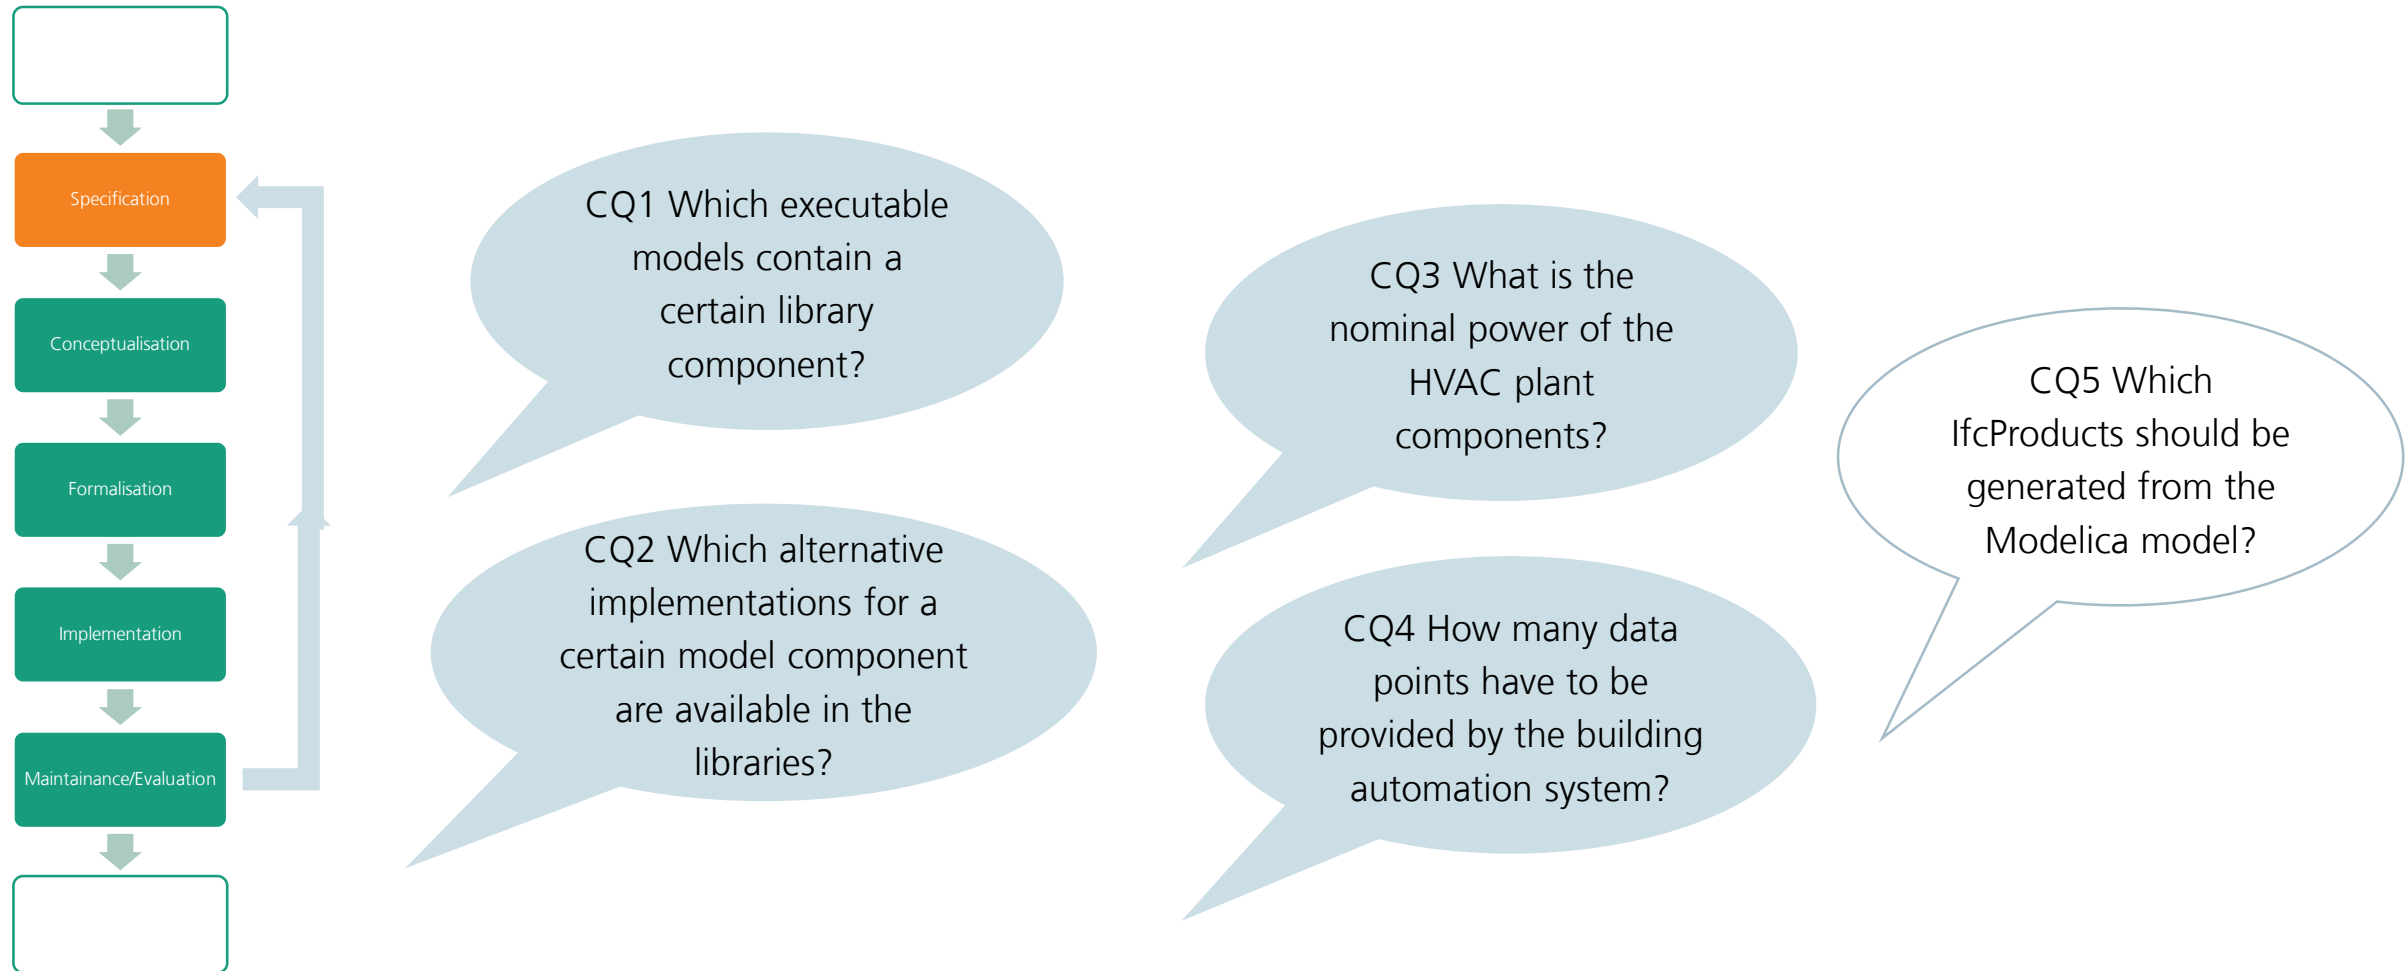 Specification
Conceptualisation
Formalisation
Implementation
Maintainance/Evaluation
CQ1 Which executable
models contain a
certain library
component?
CQ2 Which alternative
implementations for a
certain model component
are available in the
libraries?
CQ3 What is the
nominal power of the
HVAC plant
components?
CQ4 How many data
points have to be
provided by the building
automation system?
CQ5 Which
IfcProducts should be
generated from the
Modelica model?